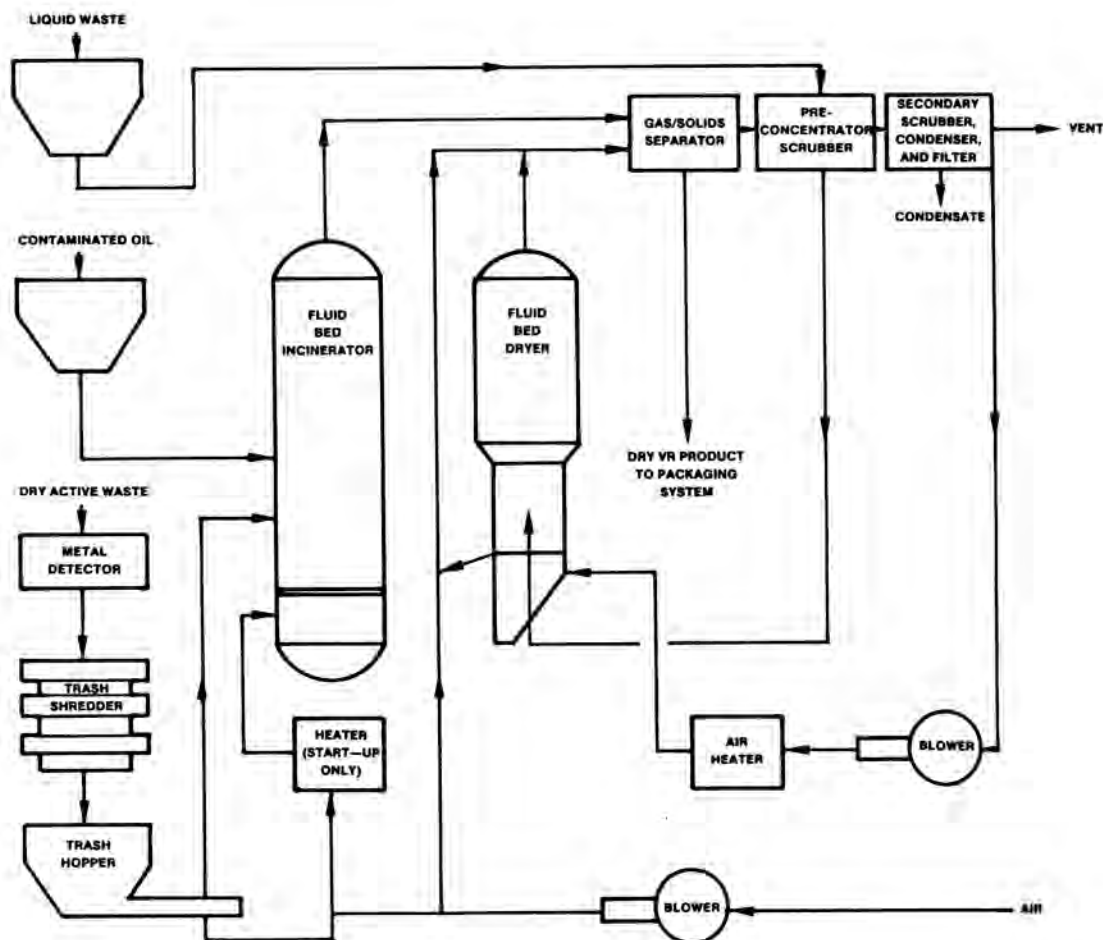 LIQUID WASTE
GAS/SOLIDS
SEPARATOR
PRE-
CONCENTRATOR
SCRUBBER
SECONDARY
SCRUBBER,
CONDENSER,
AND FILTER
VENT
CONDENSATE
CONTAMINATED OIL
FLUID
BED
INCINERATOR
FLUID
BED
DRYER
DRY VR PRODUCT
TO PACKAGING
SYSTEM
DRY ACTIVE WASTE
METAL
DETECTOR
TRASH
SHREDDER
HEATER
(START—UP
ONLY)
AIR
HEATER
BLOWER
TRASH
HOPPER
BLOWER
AIR